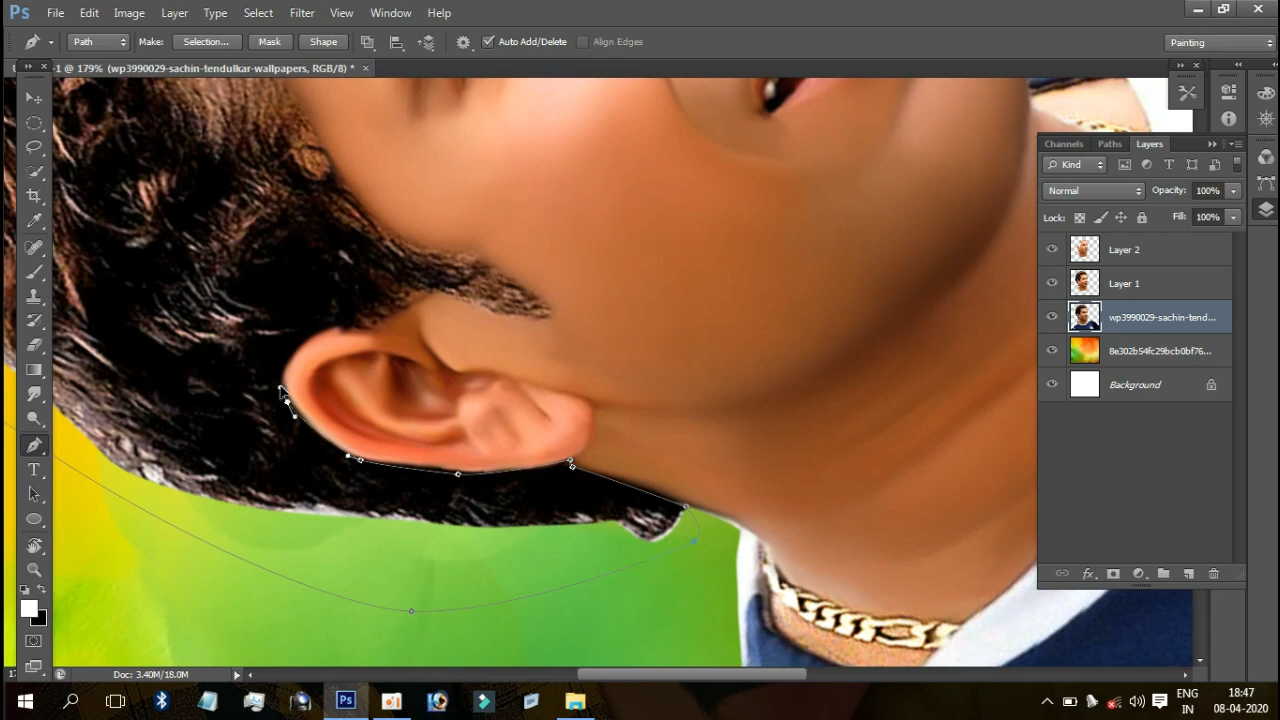 Ps File Edit Image Layer Type Select Filter View Window Help
Path Make: Selection... Mask Shape Auto Add/Delete Align Edges Painting
-1 @ 179% (wp3990029-sachin-tendulkar-wallpapers, RGB/8) * ×
Channels Paths Layers
Kind
Normal Opacity: 100%
Lock: Fill: 100%
Layer 2
Layer 1
wp3990029-sachin-tend...
8e302b54fc29bcb0bf76...
Background
fx
Doc: 3.40M/18.0M
Ps
ENG
IN
18:47
08-04-2020